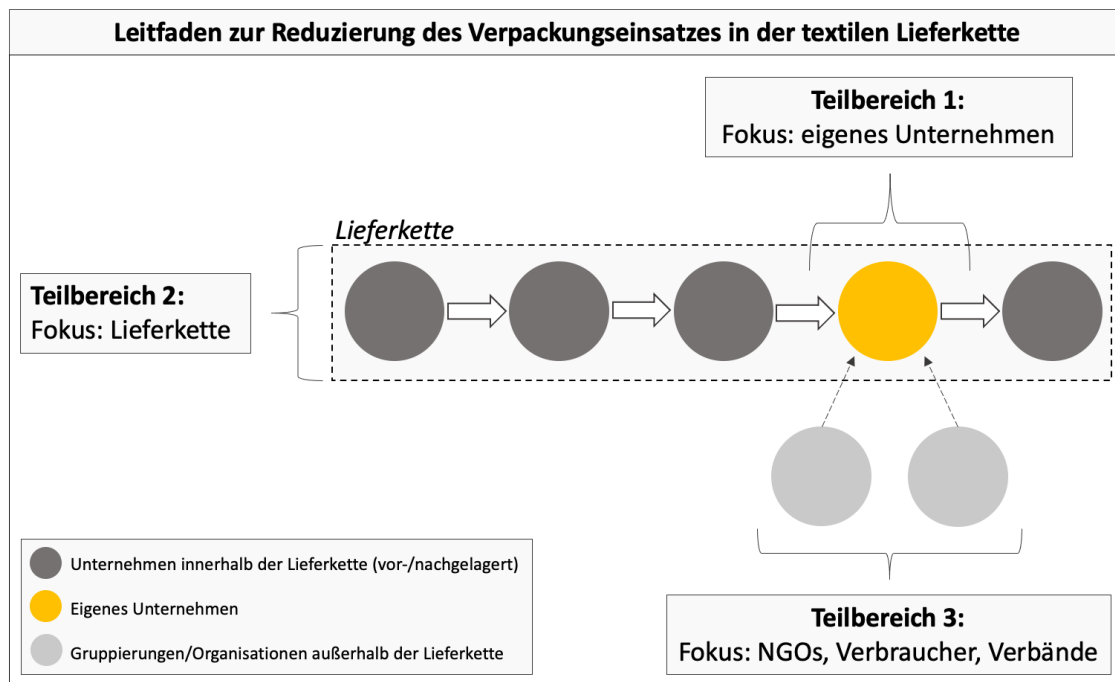 Leitfaden zur Reduzierung des Verpackungseinsatzes in der textilen Lieferkette
Teilbereich 1:
Fokus: eigenes Unternehmen
Lieferkette
Teilbereich 2:
Fokus: Lieferkette
Unternehmen innerhalb der Lieferkette (vor-/nachgelagert)
Eigenes Unternehmen
Gruppierungen/Organisationen außerhalb der Lieferkette
Teilbereich 3:
Fokus: NGOs, Verbraucher, Verbände